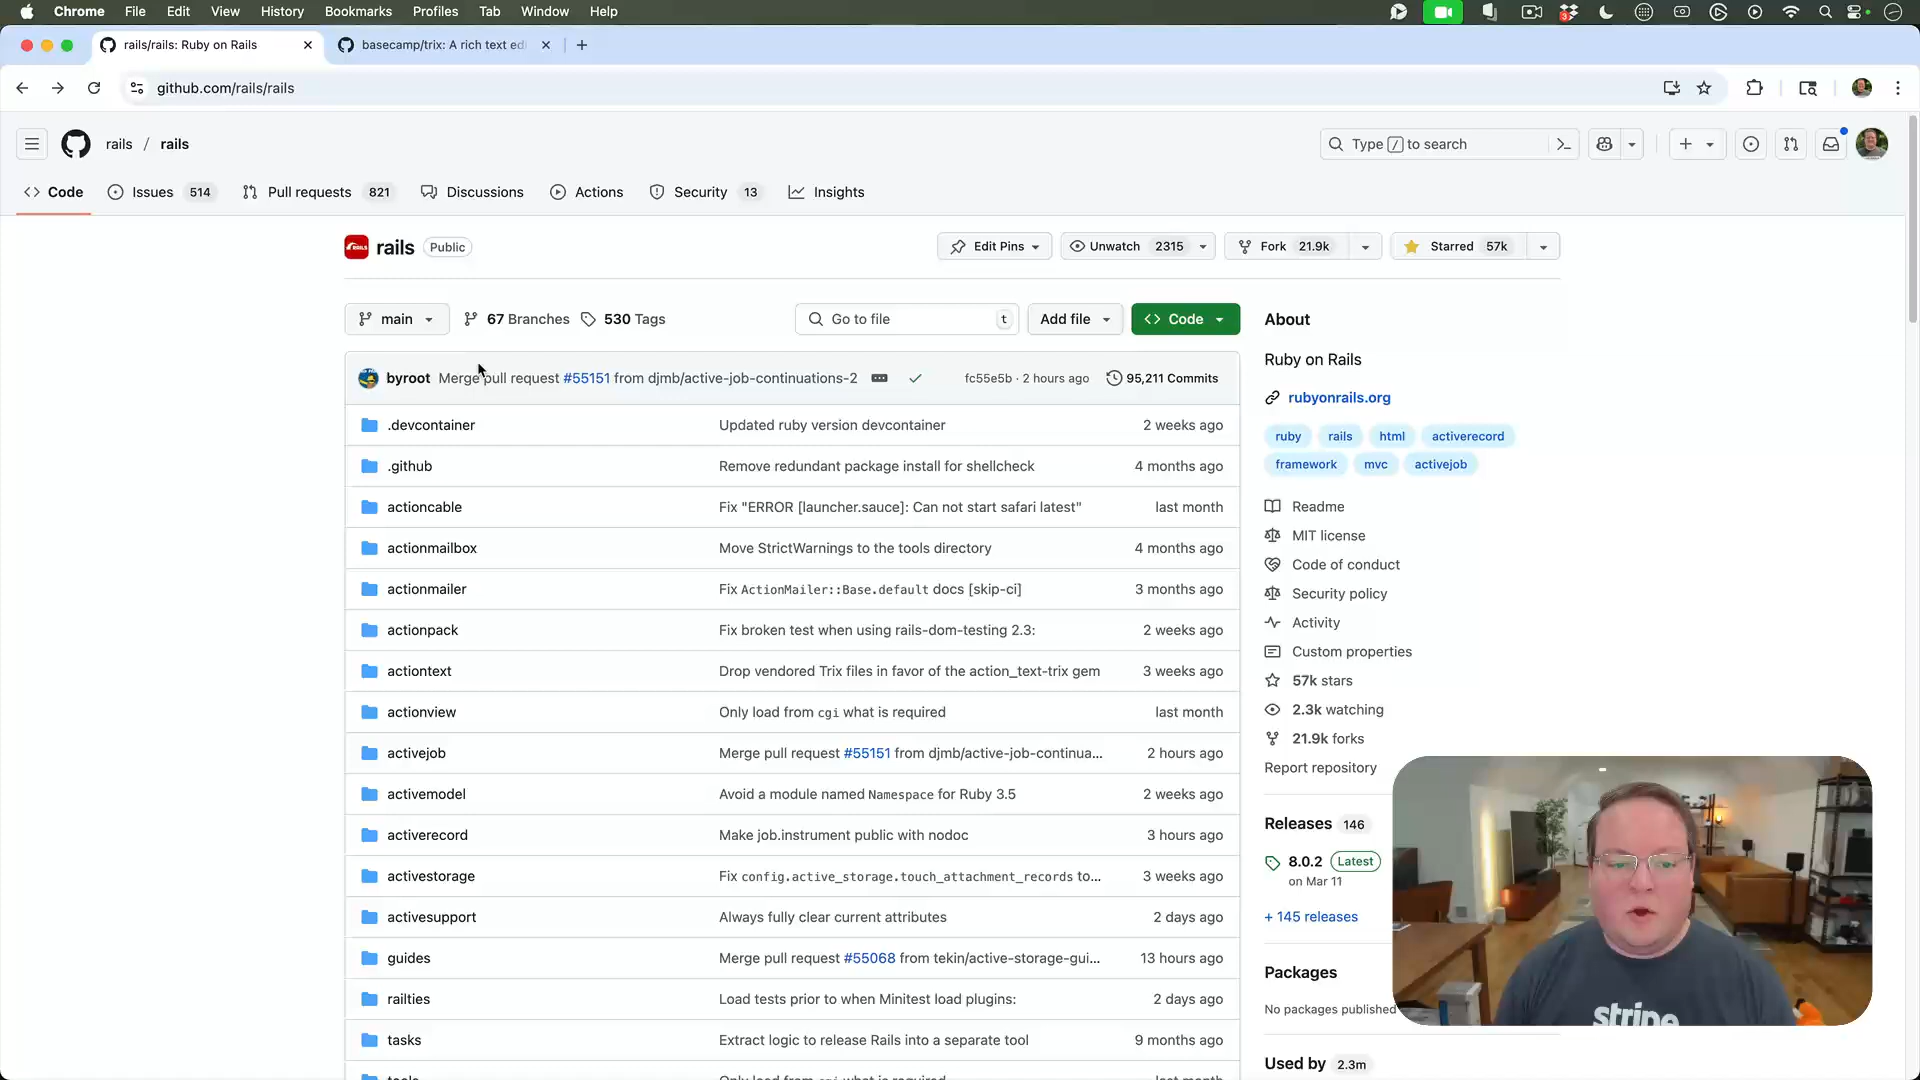 Chrome File Edit View History Bookmarks Profiles Tab Window Help
3
rails/rails: Ruby on Rails
basecamp/trix: A rich text edi
github.com/rails/rails
rails / rails
Type / to search
Code
Issues 514
Pull requests 821
Discussions
Actions
Security 13
Insights
rails Public
Edit Pins
Unwatch 2315
Fork 21.9k
Starred 57k
main
67 Branches
530 Tags
Go to file t
Add file
Code
byroot Merge pull request #55151 from djmb/active-job-continuations-2 fc55e5b · 2 hours ago 95,211 Commits
.devcontainer Updated ruby version devcontainer 2 weeks ago
.github Remove redundant package install for shellcheck 4 months ago
actioncable Fix "ERROR [launcher.sauce]: Can not start safari latest" last month
actionmailbox Move StrictWarnings to the tools directory 4 months ago
actionmailer Fix ActionMailer::Base.default docs [skip-ci] 3 months ago
actionpack Fix broken test when using rails-dom-testing 2.3: 2 weeks ago
actiontext Drop vendored Trix files in favor of the action_text-trix gem 3 weeks ago
actionview Only load from cgi what is required last month
activejob Merge pull request #55151 from djmb/active-job-continua... 2 hours ago
activemodel Avoid a module named Namespace for Ruby 3.5 2 weeks ago
activerecord Make job.instrument public with nodoc 3 hours ago
activestorage Fix config.active_storage.touch_attachment_records to... 3 weeks ago
activesupport Always fully clear current attributes 2 days ago
guides Merge pull request #55068 from tekin/active-storage-gui... 13 hours ago
railties Load tests prior to when Minitest load plugins: 2 days ago
tasks Extract logic to release Rails into a separate tool 9 months ago
tools Only load from cgi what is required last month
About
Ruby on Rails
rubyonrails.org
ruby rails html activerecord
framework mvc activejob
Readme
MIT license
Code of conduct
Security policy
Activity
Custom properties
57k stars
2.3k watching
21.9k forks
Report repository
Releases 146
8.0.2 Latest
on Mar 11
+ 145 releases
Packages
No packages published
Used by 2.3m
stripe